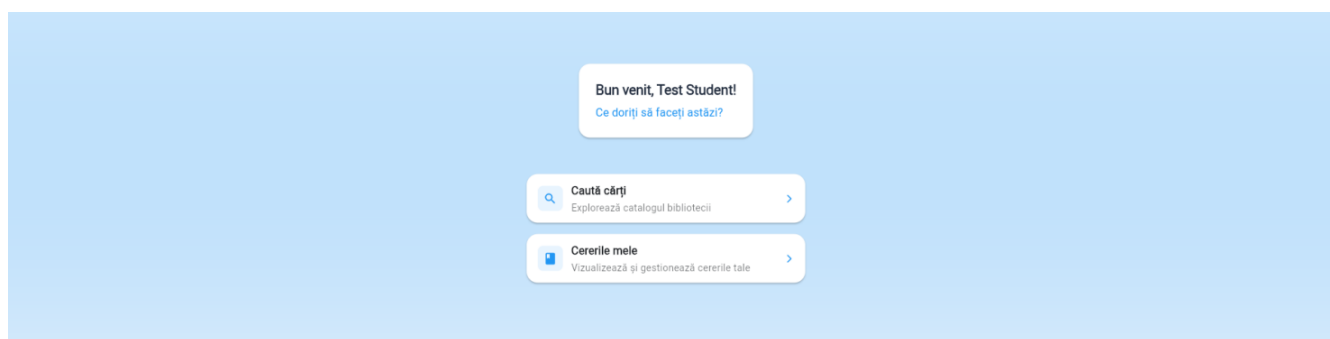 Bun venit, Test Student!
Ce doriți să faceți astăzi?
Caută cărți
Explorează catalogul bibliotecii
Cererile mele
Vizualizează și gestionează cererile tale